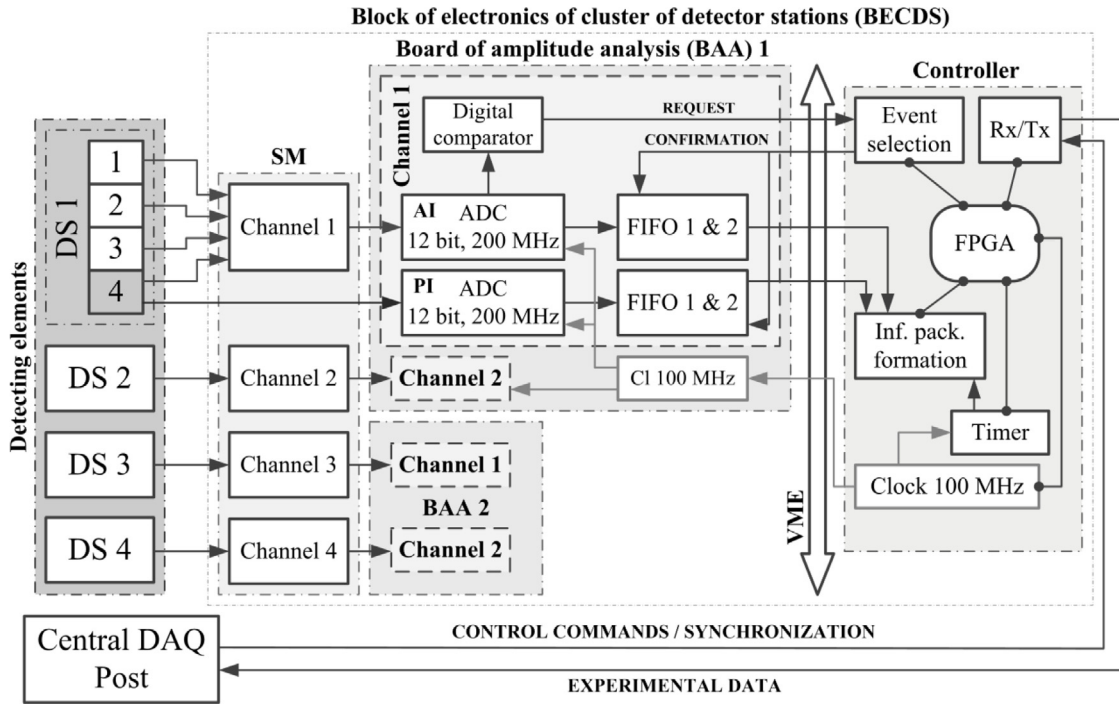 Block of electronics of cluster of detector stations (BECDS)
Board of amplitude analysis (BAA) 1
Controller
Detecting elements
DS 1
1
2
3
4
SM
Channel 1
Channel 1
Digital
comparator
REQUEST
CONFIRMATION
Event
selection
Rx/Tx
AI
ADC
12 bit, 200 MHz
FIFO 1 & 2
FPGA
PI
ADC
12 bit, 200 MHz
FIFO 1 & 2
Inf. pack.
formation
DS 2
Channel 2
Channel 2
Cl 100 MHz
Timer
DS 3
Channel 3
Channel 1
BAA 2
Clock 100 MHz
VME
DS 4
Channel 4
Channel 2
Central DAQ
Post
CONTROL COMMANDS / SYNCHRONIZATION
EXPERIMENTAL DATA